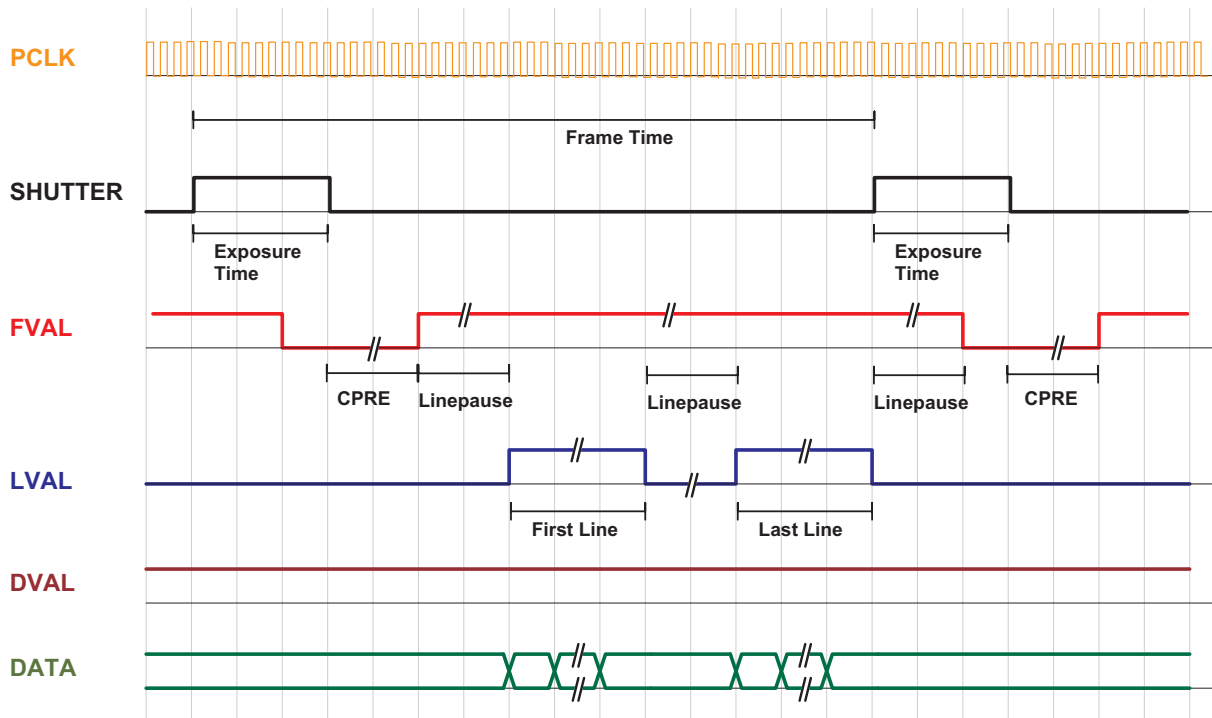 PCLK
Frame Time
SHUTTER
Exposure
Time
Exposure
Time
FVAL
CPRE
Linepause
Linepause
Linepause
CPRE
LVAL
First Line
Last Line
DVAL
DATA